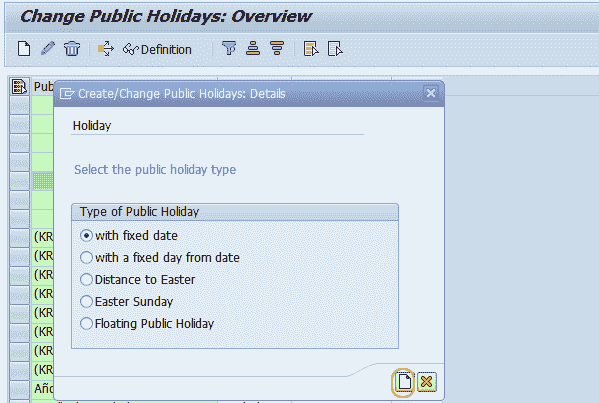 Change Public Holidays: Overview
Definition
Pub
Create/Change Public Holidays: Details
Holiday
Select the public holiday type
Type of Public Holiday
with fixed date
with a fixed day from date
Distance to Easter
Easter Sunday
Floating Public Holiday
(KR
(KR
(KR
(KR
(KR
(KR
(KR
(KR
Año